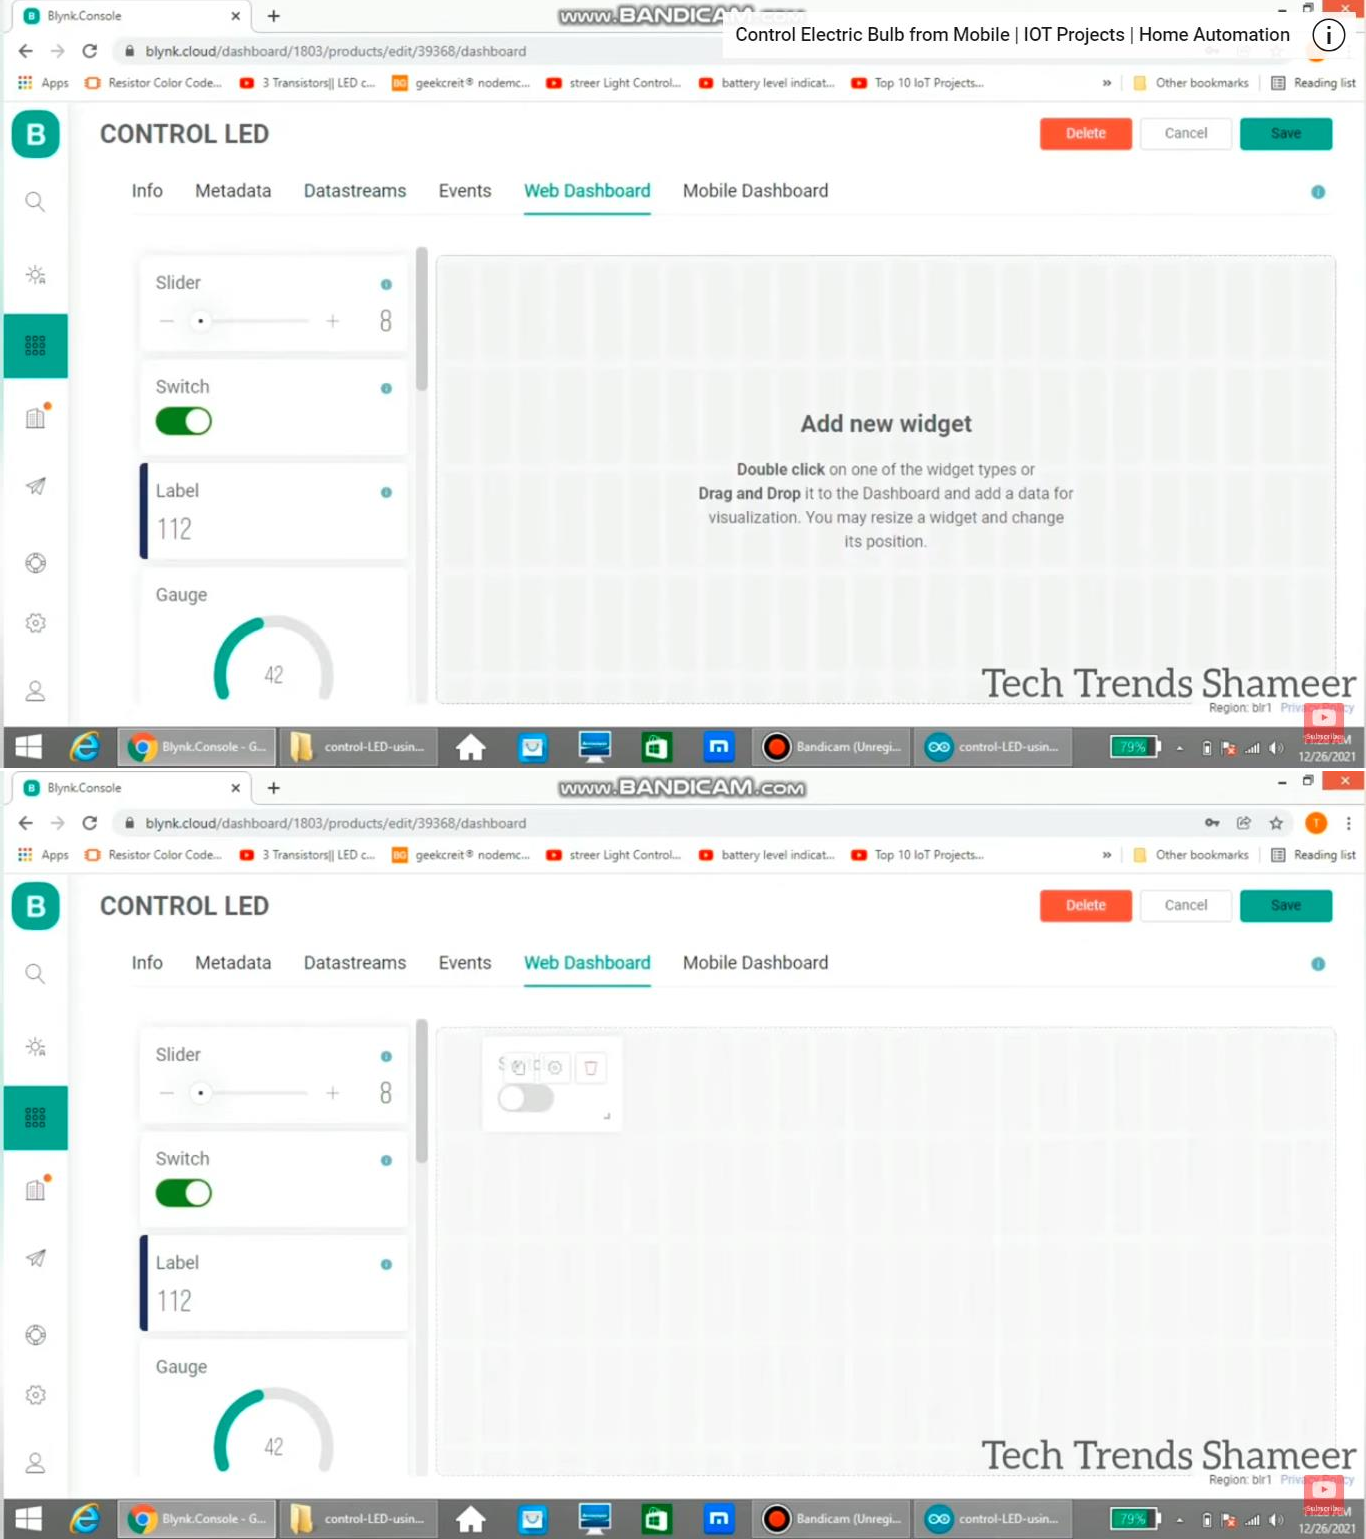 Blynk.Console
www.BANDICAM.com
Control Electric Bulb from Mobile | IOT Projects | Home Automation
blynk.cloud/dashboard/1803/products/edit/39368/dashboard
Apps Resistor Color Code... 3 Transistors|| LED c... geekcreit® nodemc... streer Light Control... battery level indicat... Top 10 IoT Projects... » Other bookmarks Reading list
B CONTROL LED Delete Cancel Save
Info Metadata Datastreams Events Web Dashboard Mobile Dashboard
Slider
8
Switch
Label
112
Gauge
42
Add new widget
Double click on one of the widget types or
Drag and Drop it to the Dashboard and add a data for
visualization. You may resize a widget and change
its position.
Tech Trends Shameer
Region: blr1
Blynk.Console - G... control-LED-usin... Bandicam (Unregi... control-LED-usin... 79%
12/26/2021
Blynk.Console
www.BANDICAM.com
blynk.cloud/dashboard/1803/products/edit/39368/dashboard
T
Apps Resistor Color Code... 3 Transistors|| LED c... geekcreit® nodemc... streer Light Control... battery level indicat... Top 10 IoT Projects... » Other bookmarks Reading list
B CONTROL LED Delete Cancel Save
Info Metadata Datastreams Events Web Dashboard Mobile Dashboard
Slider
8
Switch
Label
112
Gauge
42
Tech Trends Shameer
Region: blr1
Blynk.Console - G... control-LED-usin... Bandicam (Unregi... control-LED-usin... 79%
12/26/2021